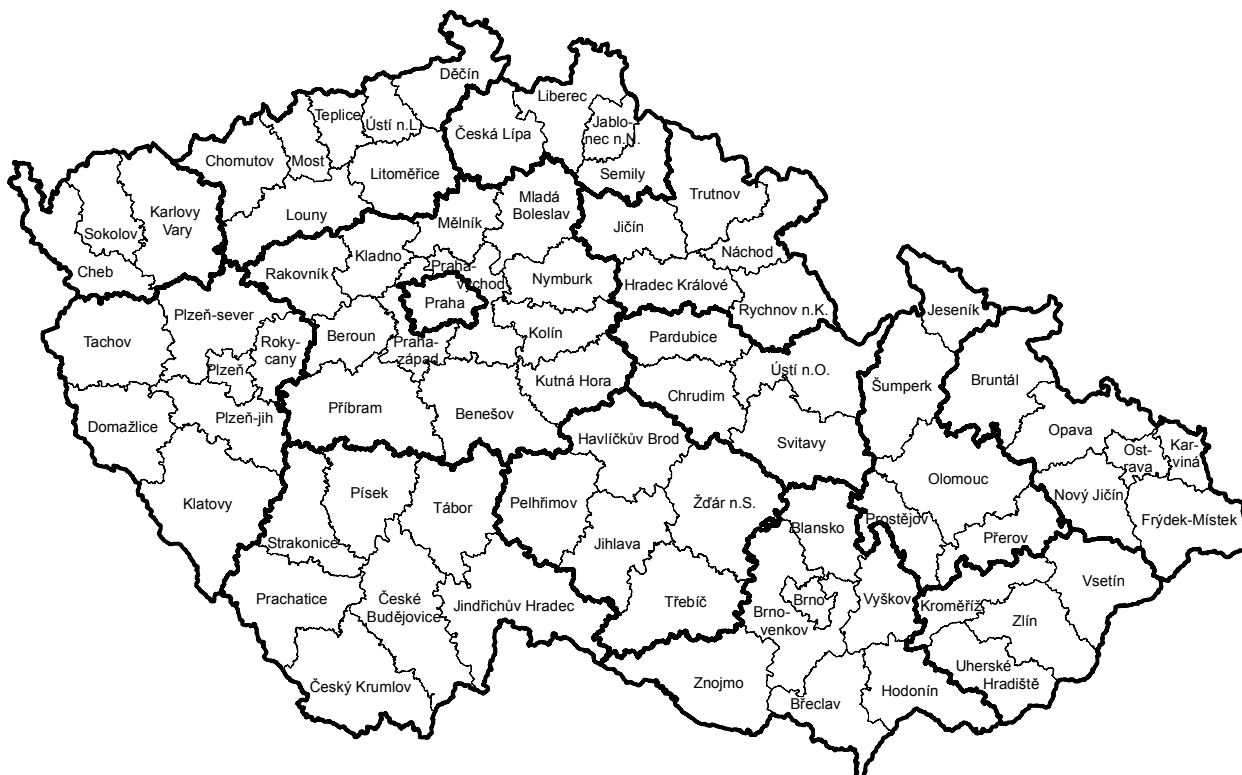 Děčín
Liberec
Teplice
Ústí n.L.
Česká Lípa
Jablo-
nec n.N.
Chomutov
Most
Litoměřice
Semily
Trutnov
Mladá
Boleslav
Karlovy
Vary
Sokolov
Louny
Mělník
Jičín
Náchod
Cheb
Rakovník
Kladno
Praha-
východ
Nymburk
Hradec Králové
Praha
Rychnov n.K.
Jeseník
Plzeň-sever
Tachov
Roky-
cany
Beroun
Praha-
západ
Kolín
Pardubice
Plzeň
Ústí n.O.
Šumperk
Bruntál
Kutná Hora
Chrudim
Příbram
Benešov
Plzeň-jih
Domažlice
Havlíčkův Brod
Svitavy
Opava
Ost-
rava
Kar-
viná
Olomouc
Klatovy
Písek
Tábor
Pelhřimov
Žďár n.S.
Nový Jičín
Frýdek-Místek
Prostějov
Blansko
Přerov
Strakonice
Jihlava
Vsetín
Prachatice
České
Budějovice
Jindřichův Hradec
Třebíč
Brno
Brno-
venkov
Vyškov
Kroměříž
Zlín
Uherské
Hradiště
Český Krumlov
Znojmo
Břeclav
Hodonín